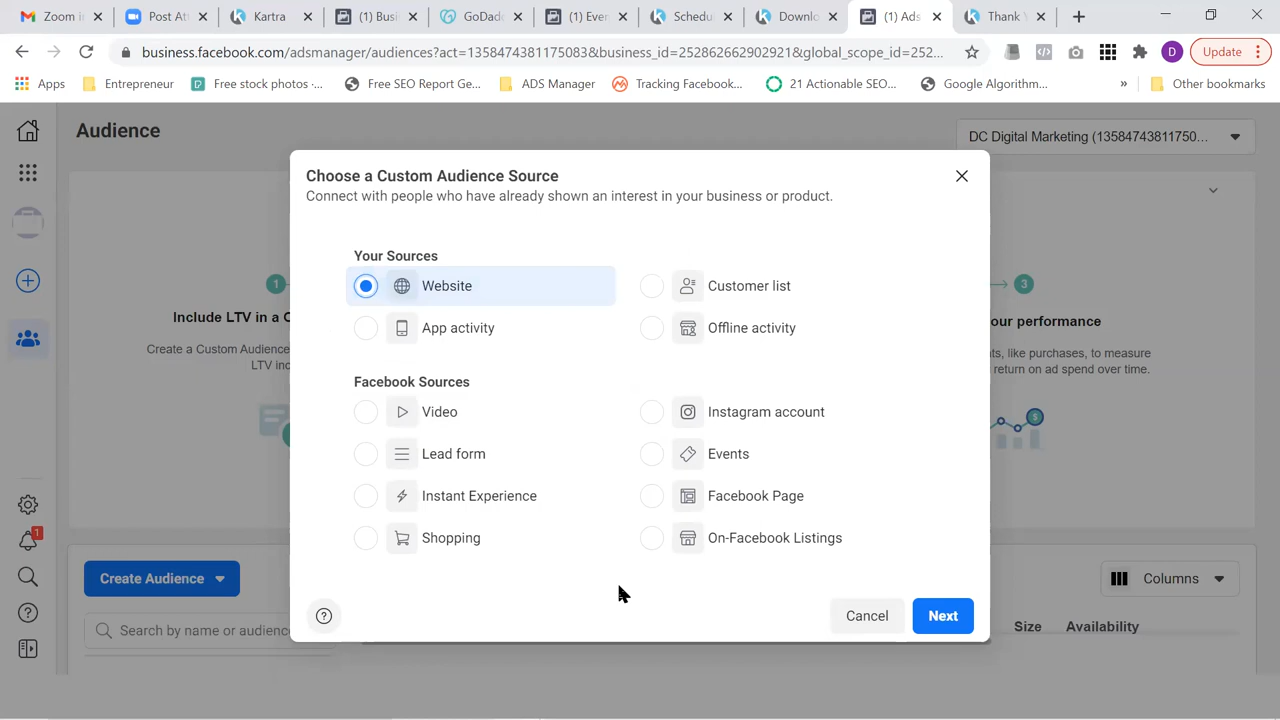 Zoom i
Post At
Kartra
(1) Busi
GoDad
(1) Ever
Schedu
Downlo
(1) Ads
Thank Y
business.facebook.com/adsmanager/audiences?act=1358474381175083&business_id=252862662902921&global_scope_id=252...
D
Update
Apps
Entrepreneur
Free stock photos ·...
Free SEO Report Ge...
ADS Manager
Tracking Facebook...
21 Actionable SEO...
Google Algorithm...
»
Other bookmarks
Audience
DC Digital Marketing (13584743811750...
Choose a Custom Audience Source
Connect with people who have already shown an interest in your business or product.
Your Sources
Website
Customer list
App activity
Offline activity
Facebook Sources
Video
Instagram account
Lead form
Events
Instant Experience
Facebook Page
Shopping
On-Facebook Listings
Cancel
Next
1
Include LTV in a C
Create a Custom Audience
LTV inc
3
our performance
nts, like purchases, to measure
return on ad spend over time.
1
Create Audience
Columns
Search by name or audienc
Size
Availability